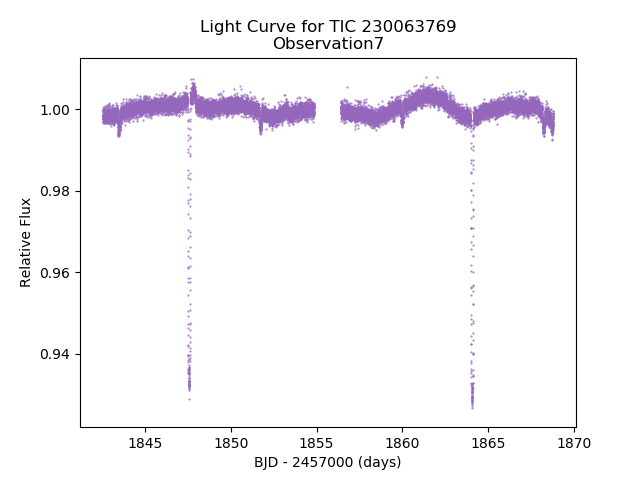 Light Curve for TIC 230063769
Observation7
1.00
0.98
0.96
0.94
Relative Flux
1845
1850
1855
1860
1865
1870
BJD - 2457000 (days)